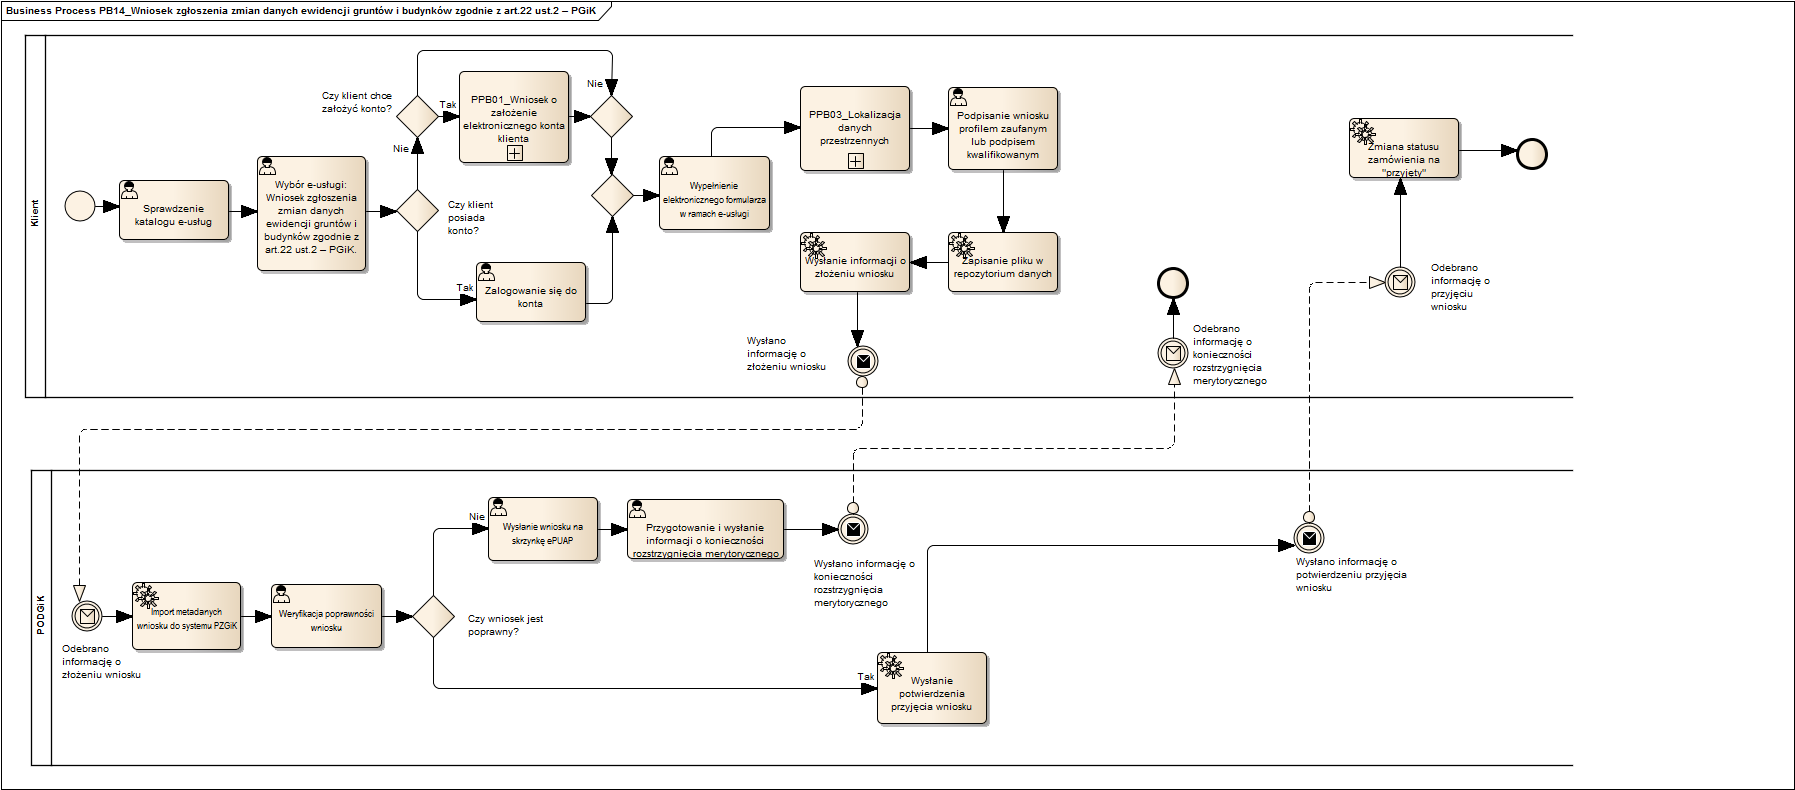 Business Process PB14_Wniosek zgłoszenia zmian danych ewidencji gruntów i budynków zgodnie z art.22 ust.2 – PGiK
Klient
Sprawdzenie
katalogu e-usług
Wybór e-usługi:
Wniosek zgłoszenia
zmian danych
ewidencji gruntów i
budynków zgodnie z
art.22 ust.2 – PGiK.
Czy klient chce
założyć konto?
Tak
Nie
Nie
Czy klient
posiada
konto?
Tak
PPB01_Wniosek o
założenie
elektronicznego konta
klienta
Zalogowanie się do
konta
Wypełnienie
elektronicznego formularza
w ramach e-usługi
PPB03_Lokalizacja
danych
przestrzennych
Podpisanie wniosku
profilem zaufanym
lub podpisem
kwalifikowanym
Zapisanie pliku w
repozytorium danych
Wysłanie informacji o
złożeniu wniosku
Wysłano
informację o
złożeniu wniosku
Odebrano
informację o
konieczności
rozstrzygnięcia
merytorycznego
Zmiana statusu
zamówienia na
"przyjęty"
Odebrano
informację o
przyjęciu
wniosku
PODGiK
Odebrano
informację o
złożeniu wniosku
Import metadanych
wniosku do systemu PZGiK
Weryfikacja poprawności
wniosku
Czy wniosek jest
poprawny?
Nie
Wysłanie wniosku na
skrzynkę ePUAP
Przygotowanie i wysłanie
informacji o konieczności
rozstrzygnięcia merytorycznego
Wysłano informację o
konieczności
rozstrzygnięcia
merytorycznego
Tak
Wysłanie
potwierdzenia
przyjęcia wniosku
Wysłano informację o
potwierdzeniu przyjęcia
wniosku